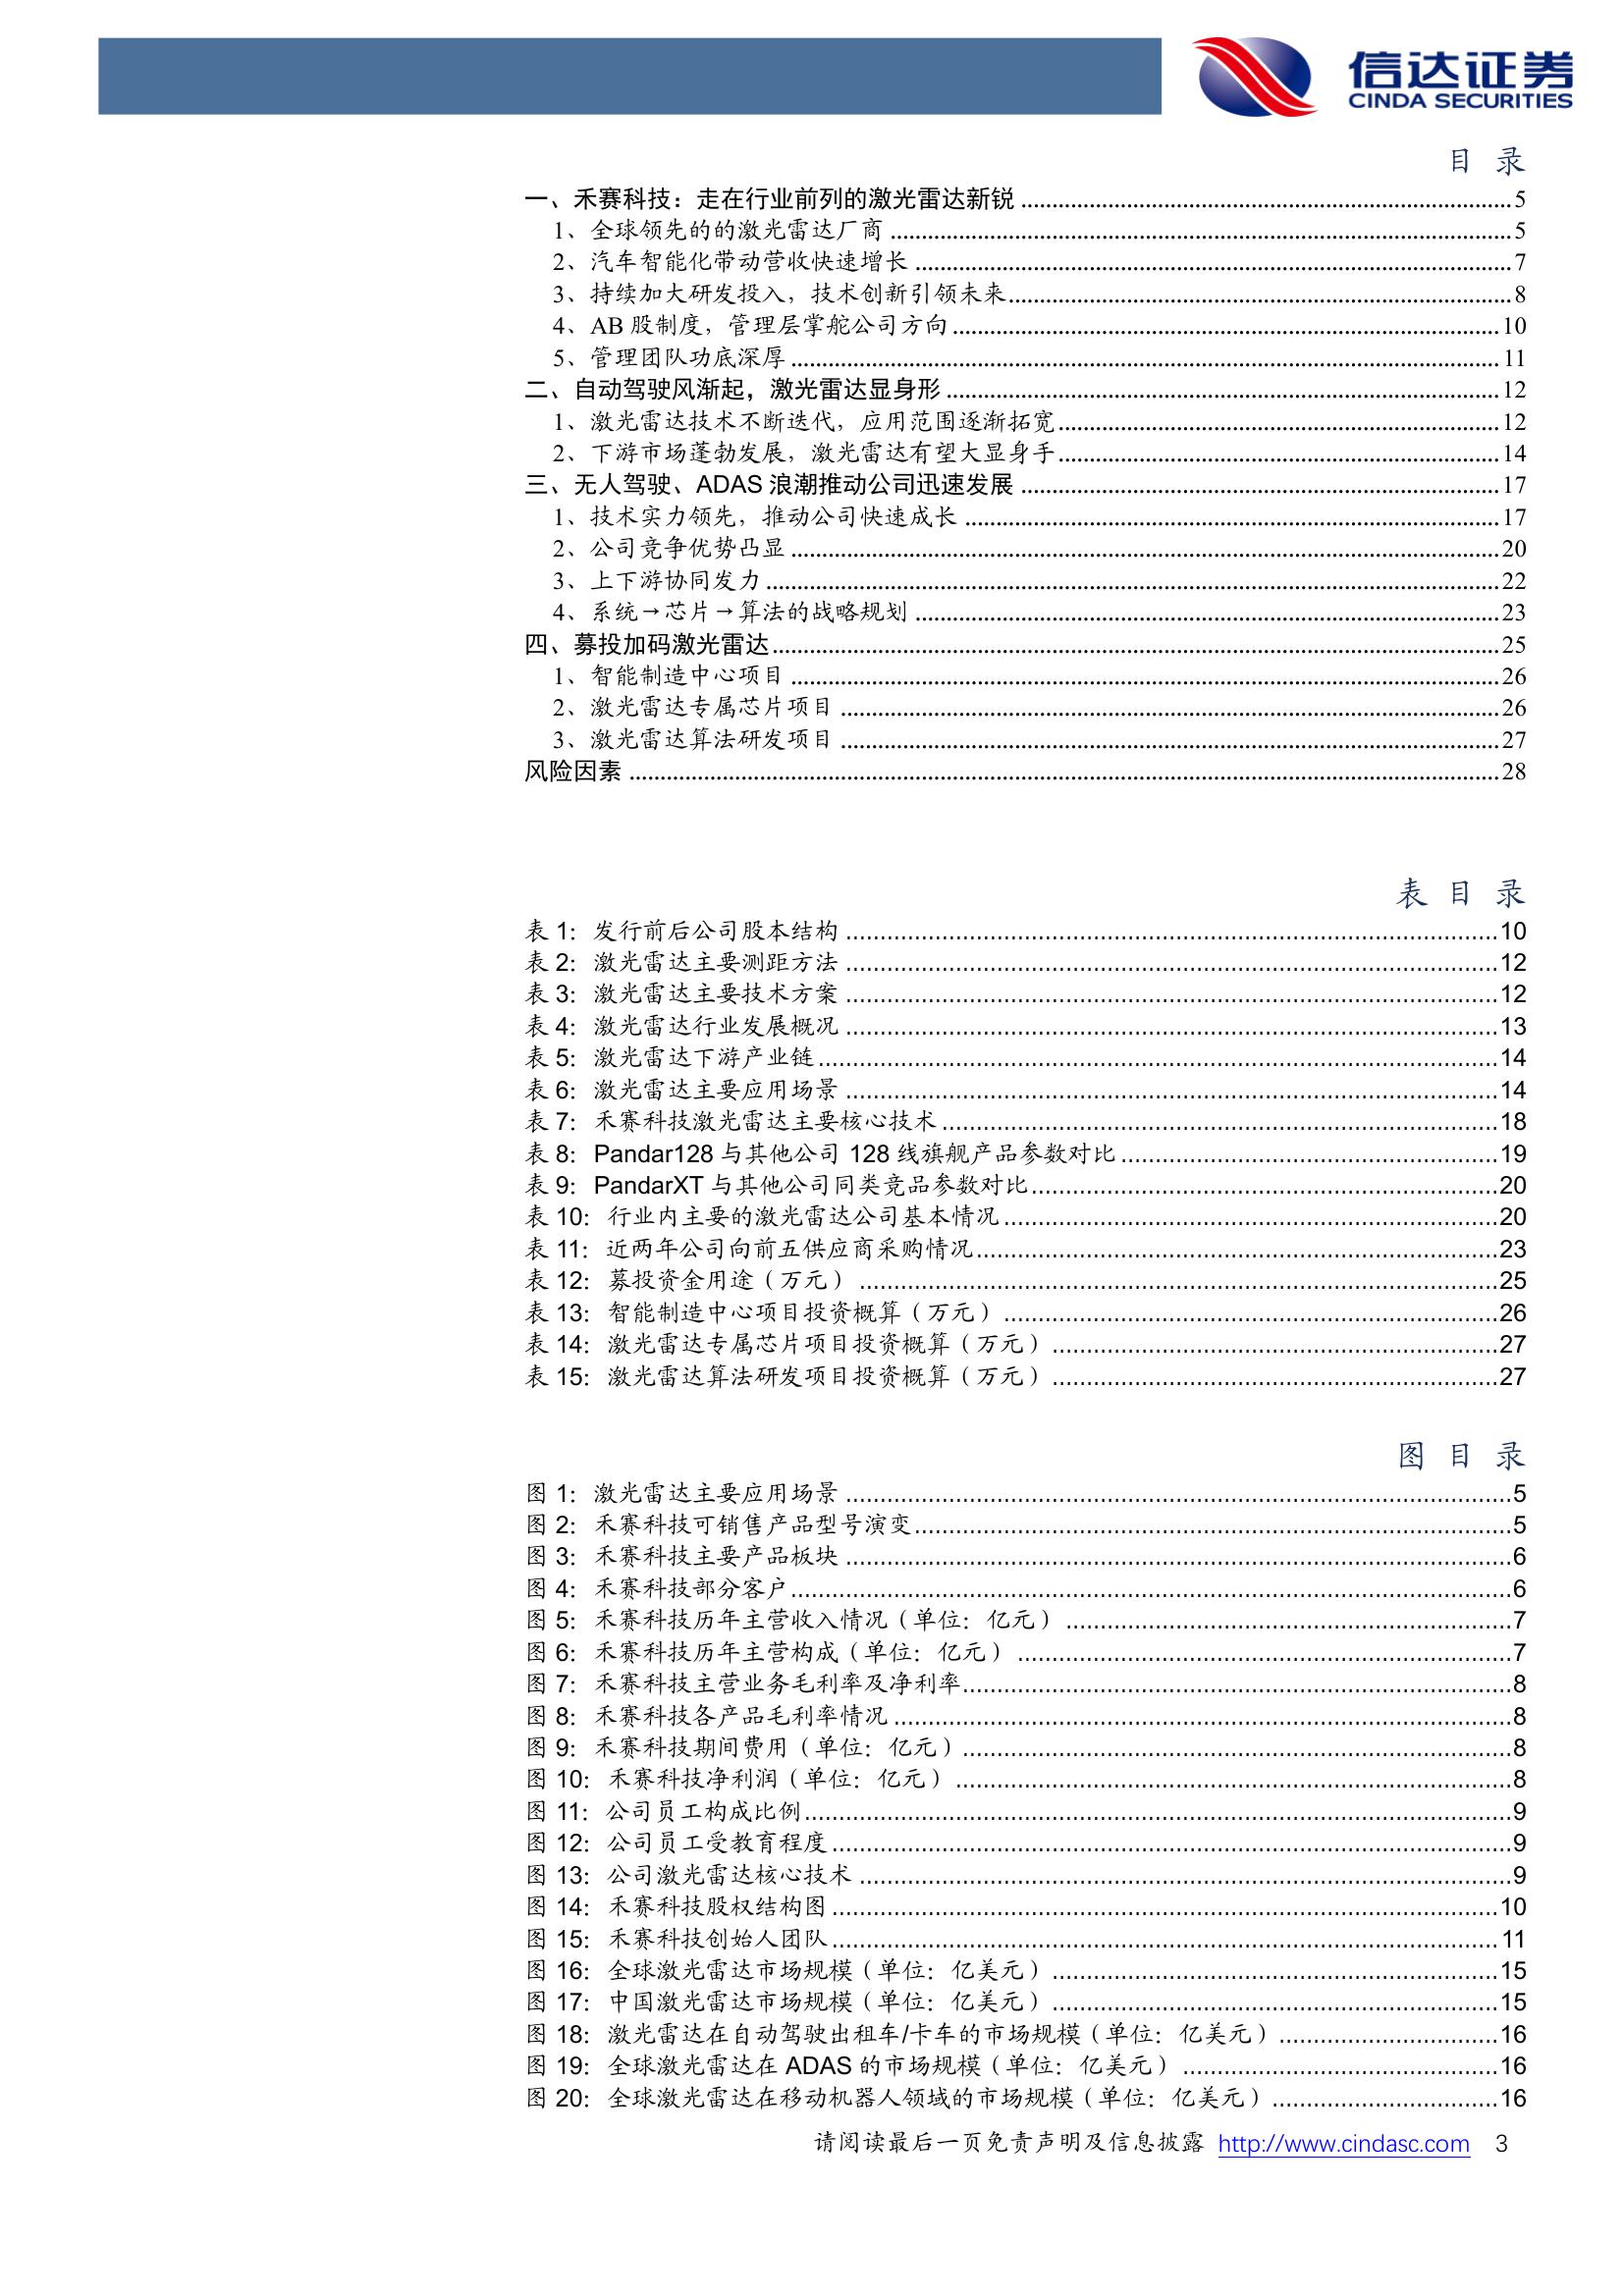 信达证券
CINDA SECURITIES
目 录
一、禾赛科技：走在行业前列的激光雷达新锐 ........ 5
1、全球领先的的激光雷达厂商 ........ 5
2、汽车智能化带动营收快速增长 ........ 7
3、持续加大研发投入，技术创新引领未来 ........ 8
4、AB 股制度，管理层掌舵公司方向 ........ 10
5、管理团队功底深厚 ........ 11
二、自动驾驶风渐起，激光雷达显身形 ........ 12
1、激光雷达技术不断迭代，应用范围逐渐拓宽 ........ 12
2、下游市场蓬勃发展，激光雷达有望大显身手 ........ 14
三、无人驾驶、ADAS 浪潮推动公司迅速发展 ........ 17
1、技术实力领先，推动公司快速成长 ........ 17
2、公司竞争优势凸显 ........ 20
3、上下游协同发力 ........ 22
4、系统→芯片→算法的战略规划 ........ 23
四、募投加码激光雷达 ........ 25
1、智能制造中心项目 ........ 26
2、激光雷达专属芯片项目 ........ 26
3、激光雷达算法研发项目 ........ 27
风险因素 ........ 28
表 目 录
表 1：发行前后公司股本结构 ........ 10
表 2：激光雷达主要测距方法 ........ 12
表 3：激光雷达主要技术方案 ........ 12
表 4：激光雷达行业发展概况 ........ 13
表 5：激光雷达下游产业链 ........ 14
表 6：激光雷达主要应用场景 ........ 14
表 7：禾赛科技激光雷达主要核心技术 ........ 18
表 8：Pandar128 与其他公司 128 线旗舰产品参数对比 ........ 19
表 9：PandarXT 与其他公司同类竞品参数对比 ........ 20
表 10：行业内主要的激光雷达公司基本情况 ........ 20
表 11：近两年公司向前五供应商采购情况 ........ 23
表 12：募投资金用途（万元） ........ 25
表 13：智能制造中心项目投资概算（万元） ........ 26
表 14：激光雷达专属芯片项目投资概算（万元） ........ 27
表 15：激光雷达算法研发项目投资概算（万元） ........ 27
图 目 录
图 1：激光雷达主要应用场景 ........ 5
图 2：禾赛科技可销售产品型号演变 ........ 5
图 3：禾赛科技主要产品板块 ........ 6
图 4：禾赛科技部分客户 ........ 6
图 5：禾赛科技历年主营收入情况（单位：亿元） ........ 7
图 6：禾赛科技历年主营构成（单位：亿元） ........ 7
图 7：禾赛科技主营业务毛利率及净利率 ........ 8
图 8：禾赛科技各产品毛利率情况 ........ 8
图 9：禾赛科技期间费用（单位：亿元） ........ 8
图 10：禾赛科技净利润（单位：亿元） ........ 8
图 11：公司员工构成比例 ........ 9
图 12：公司员工受教育程度 ........ 9
图 13：公司激光雷达核心技术 ........ 9
图 14：禾赛科技股权结构图 ........ 10
图 15：禾赛科技创始人团队 ........ 11
图 16：全球激光雷达市场规模（单位：亿美元） ........ 15
图 17：中国激光雷达市场规模（单位：亿美元） ........ 15
图 18：激光雷达在自动驾驶出租车/卡车的市场规模（单位：亿美元） ........ 16
图 19：全球激光雷达在 ADAS 的市场规模（单位：亿美元） ........ 16
图 20：全球激光雷达在移动机器人领域的市场规模（单位：亿美元） ........ 16
请阅读最后一页免责声明及信息披露 http://www.cindasc.com 3